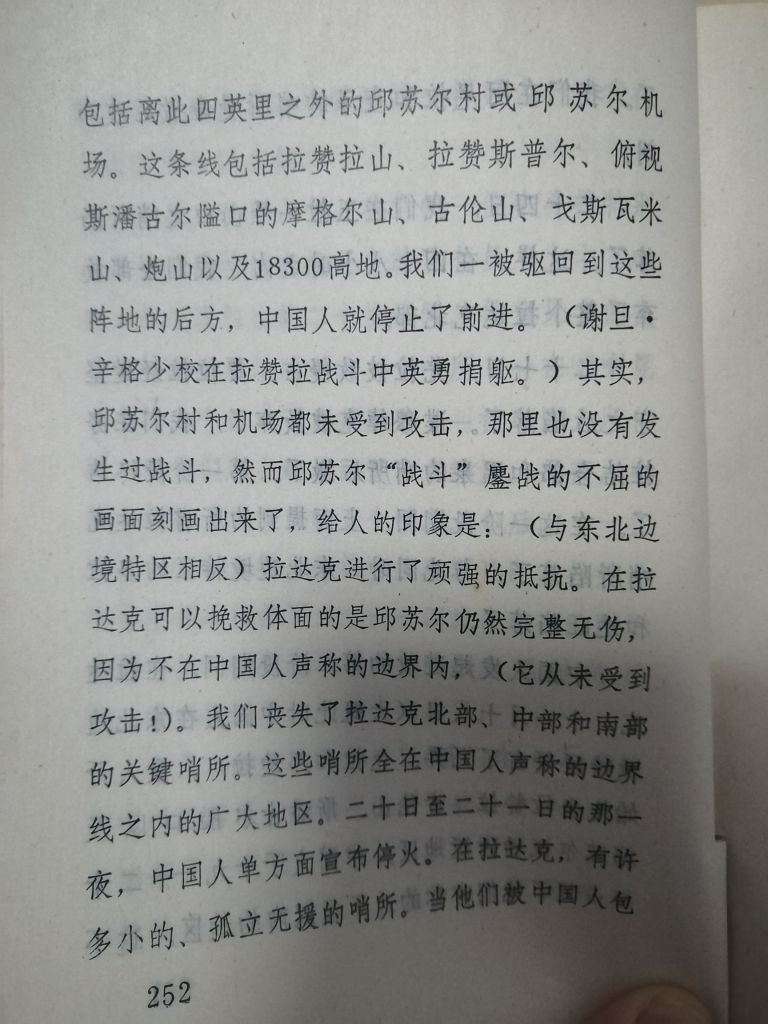 包括离此四英里之外的邱苏尔村或邱苏尔机
场。这条线包括拉赞拉山、拉赞斯普尔、俯视
斯潘古尔隘口的摩格尔山、古伦山、戈斯瓦米
山、炮山以及18300高地。我们一被驱回到这些
阵地的后方，中国人就停止了前进。（谢旦·
辛格少校在拉赞拉战斗中英勇捐躯。）其实，
邱苏尔村和机场都未受到攻击，那里也没有发
生过战斗，然而邱苏尔“战斗”鏖战的不屈的
画面刻画出来了，给人的印象是：（与东北边
境特区相反）拉达克进行了顽强的抵抗。在拉
达克可以挽救体面的是邱苏尔仍然完整无伤，
因为不在中国人声称的边界内，（它从未受到
攻击！）。我们丧失了拉达克北部、中部和南部
的关键哨所。这些哨所全在中国人声称的边界
线之内的广大地区。二十日至二十一日的那一
夜，中国人单方面宣布停火。在拉达克，有许
多小的、孤立无援的哨所。当他们被中国人包
252